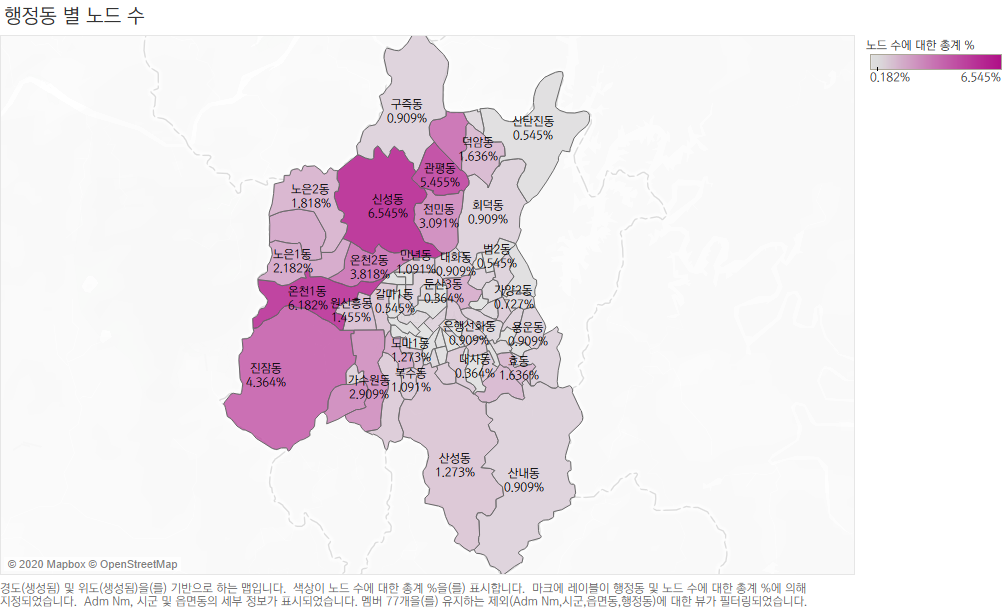 행정동 별 노드 수
노드 수에 대한 총계 %
0.182%
6.545%
구즉동
0.909%
신탄진동
0.545%
덕암동
1.636%
관평동
5.455%
노은2동
1.818%
신성동
6.545%
전민동
3.091%
회덕동
0.909%
노은1동
2.182%
온천2동
3.818%
만년동
1.091%
대화동
0.909%
법2동
0.545%
온천1동
6.182%
원신흥동
1.455%
갈마1동
0.545%
둔산3동
0.364%
가양2동
0.727%
은행선화동
0.909%
용운동
0.909%
도마1동
1.273%
대사동
0.364%
효동
1.636%
진잠동
4.364%
가수원동
2.909%
복수동
1.091%
산성동
1.273%
산내동
0.909%
© 2020 Mapbox © OpenStreetMap
경도(생성됨) 및 위도(생성됨)을(를) 기반으로 하는 맵입니다. 색상이 노드 수에 대한 총계 %을(를) 표시합니다. 마크에 레이블이 행정동 및 노드 수에 대한 총계 %에 의해
지정되었습니다. Adm Nm, 시군 및 읍면동의 세부 정보가 표시되었습니다. 멤버 77개을(를) 유지하는 제외(Adm Nm,시군,읍면동,행정동)에 대한 뷰가 필터링되었습니다.